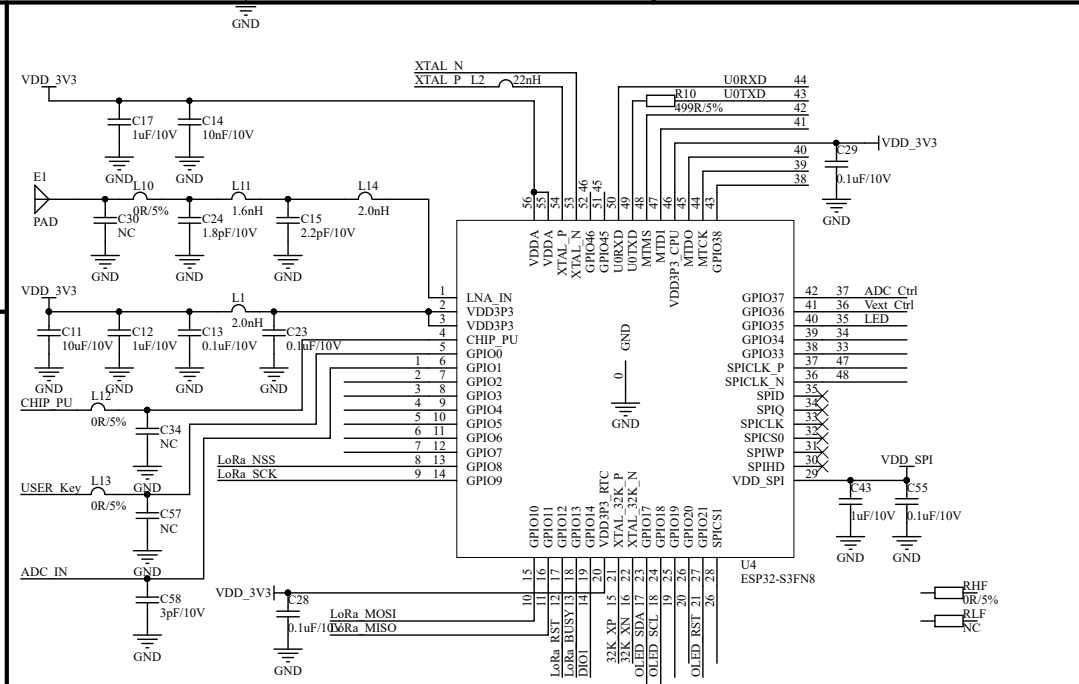 GND
VDD_3V3
C17
1uF/10V
GND
C14
10nF/10V
GND
XTAL_N
XTAL_P L2 22nH
R10
499R/5%
U0RXD 44
U0TXD 43
42
41
40
39
38
C29
0.1uF/10V
VDD_3V3
GND
E1
PAD
L10
0R/5%
L11
1.6nH
L14
2.0nH
C30
NC
GND
C24
1.8pF/10V
GND
C15
2.2pF/10V
GND
46 45
56 55 54 53 52 51 50 49 48 47 46 45 44 43
VDDA
VDDA
XTAL_P
XTAL_N
GPIO46
GPIO45
U0RXD
U0TXD
MTMS
MTDI
VDD3P3_CPU
MTDO
MTCK
GPIO38
VDD_3V3
L1
2.0nH
C11
10uF/10V
GND
C12
1uF/10V
GND
C13
0.1uF/10V
GND
C23
0.1uF/10V
GND
1 LNA_IN
2 VDD3P3
3 VDD3P3
4 CHIP_PU
5 GPIO0
1 6 GPIO1
2 7 GPIO2
3 8 GPIO3
4 9 GPIO4
5 10 GPIO5
6 11 GPIO6
7 12 GPIO7
LoRa_NSS 8 13 GPIO8
LoRa_SCK 9 14 GPIO9
GND
0
GND
GPIO37 42 37 ADC_Ctrl
GPIO36 41 36 Vext_Ctrl
GPIO35 40 35 LED
GPIO34 39 34
GPIO33 38 33
SPICLK_P 37 47
SPICLK_N 36 48
SPID 35
SPIQ 34
SPICLK 33
SPICS0 32
SPIWP 31
SPIHD 30
VDD_SPI 29
VDD_SPI
C43
1uF/10V
GND
C55
0.1uF/10V
GND
CHIP_PU L12
0R/5%
C34
NC
GND
USER_Key L13
0R/5%
C57
NC
GND
ADC_IN
C58
3pF/10V
GND
GPIO10
GPIO11
GPIO12
GPIO13
GPIO14
VDD3P3_RTC
XTAL_32K_P
XTAL_32K_N
GPIO17
GPIO18
GPIO19
GPIO20
GPIO21
SPICS1
15 16 17 18 19 20 21 22 23 24 25 26 27 28
10 11 12 13 14 15 16 17 18 19 20 21 26
U4
ESP32-S3FN8
VDD_3V3
C28
0.1uF/10V
GND
LoRa_MOSI
LoRa_MISO
LoRa_RST
LoRa_BUSY
DIO1
32K_XP
32K_XN
OLED_SDA
OLED_SCL
OLED_RST
RHF
0R/5%
RLF
NC